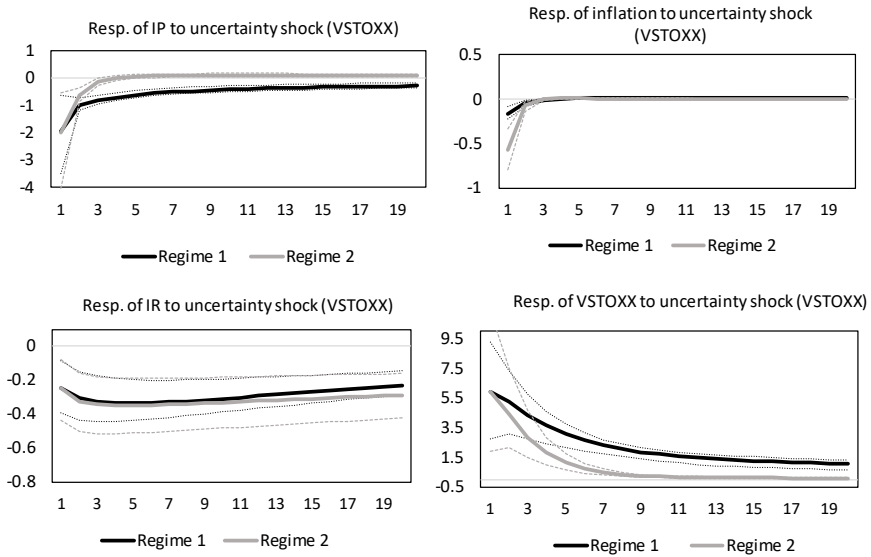 Resp. of IP to uncertainty shock (VSTOXX)
1
0
-1
-2
-3
-4
1 3 5 7 9 11 13 15 17 19
Regime 1 Regime 2
Resp. of inflation to uncertainty shock
(VSTOXX)
0.5
0
-0.5
-1
1 3 5 7 9 11 13 15 17 19
Regime 1 Regime 2
Resp. of IR to uncertainty shock (VSTOXX)
0
-0.2
-0.4
-0.6
-0.8
1 3 5 7 9 11 13 15 17 19
Regime 1 Regime 2
Resp. of VSTOXX to uncertainty shock (VSTOXX)
9.5
7.5
5.5
3.5
1.5
-0.5
1 3 5 7 9 11 13 15 17 19
Regime 1 Regime 2